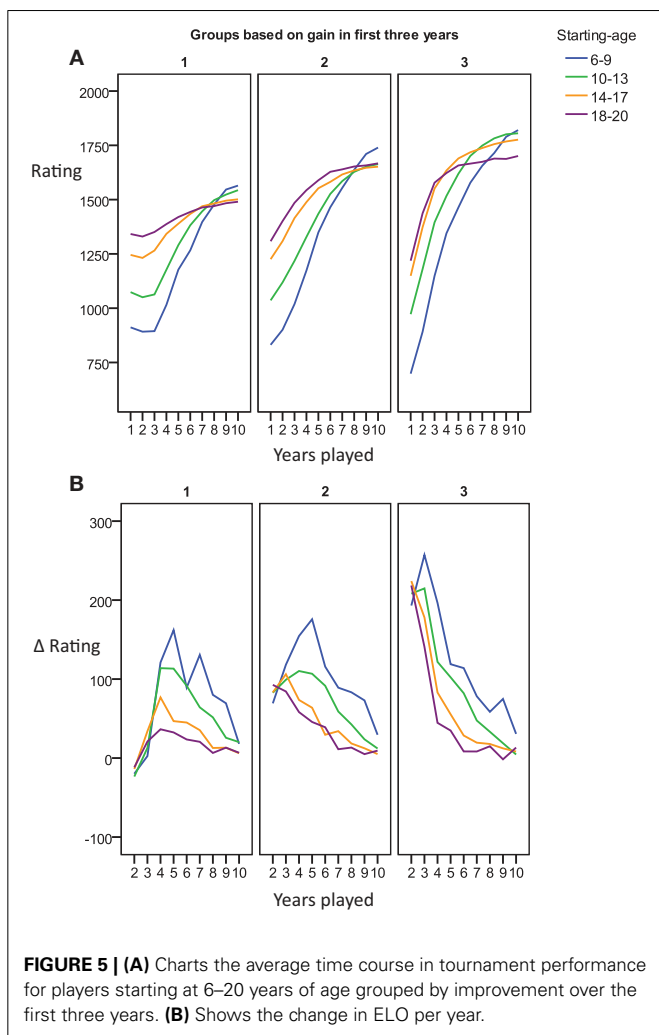 Groups based on gain in first three years
Starting-age
A
1 2 3
6-9
10-13
14-17
18-20
Rating
2000
1750
1500
1250
1000
750
1 2 3 4 5 6 7 8 9 10 1 2 3 4 5 6 7 8 9 10 1 2 3 4 5 6 7 8 9 10
Years played
B
1 2 3
Δ Rating
300
200
100
0
-100
2 3 4 5 6 7 8 9 10 2 3 4 5 6 7 8 9 10 2 3 4 5 6 7 8 9 10
Years played
FIGURE 5 | (A) Charts the average time course in tournament performance
for players starting at 6–20 years of age grouped by improvement over the
first three years. (B) Shows the change in ELO per year.